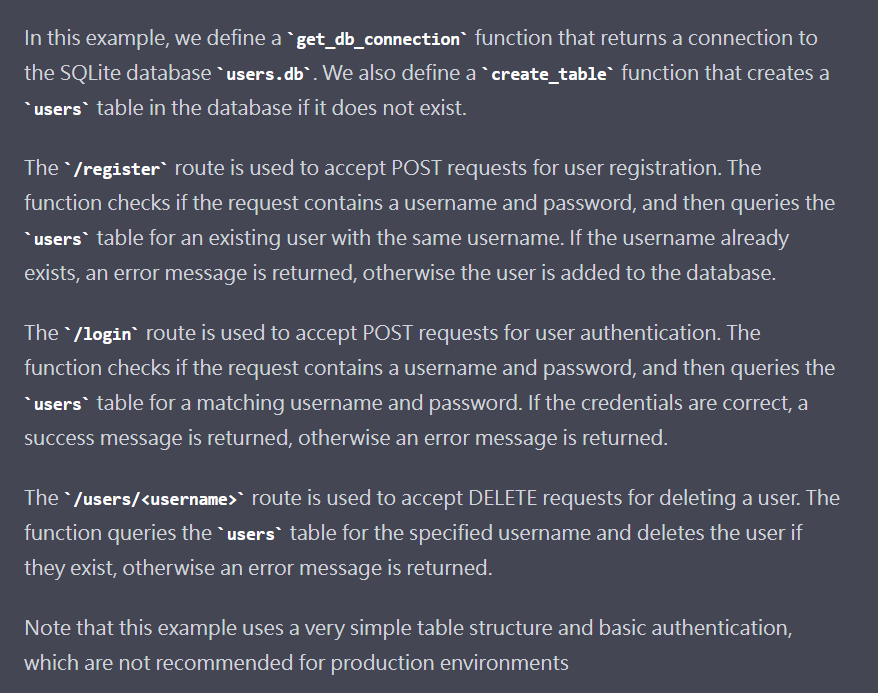 In this example, we define a `get_db_connection` function that returns a connection to
the SQLite database `users.db`. We also define a `create_table` function that creates a
`users` table in the database if it does not exist.
The `/register` route is used to accept POST requests for user registration. The
function checks if the request contains a username and password, and then queries the
`users` table for an existing user with the same username. If the username already
exists, an error message is returned, otherwise the user is added to the database.
The `/login` route is used to accept POST requests for user authentication. The
function checks if the request contains a username and password, and then queries the
`users` table for a matching username and password. If the credentials are correct, a
success message is returned, otherwise an error message is returned.
The `/users/<username>` route is used to accept DELETE requests for deleting a user. The
function queries the `users` table for the specified username and deletes the user if
they exist, otherwise an error message is returned.
Note that this example uses a very simple table structure and basic authentication,
which are not recommended for production environments